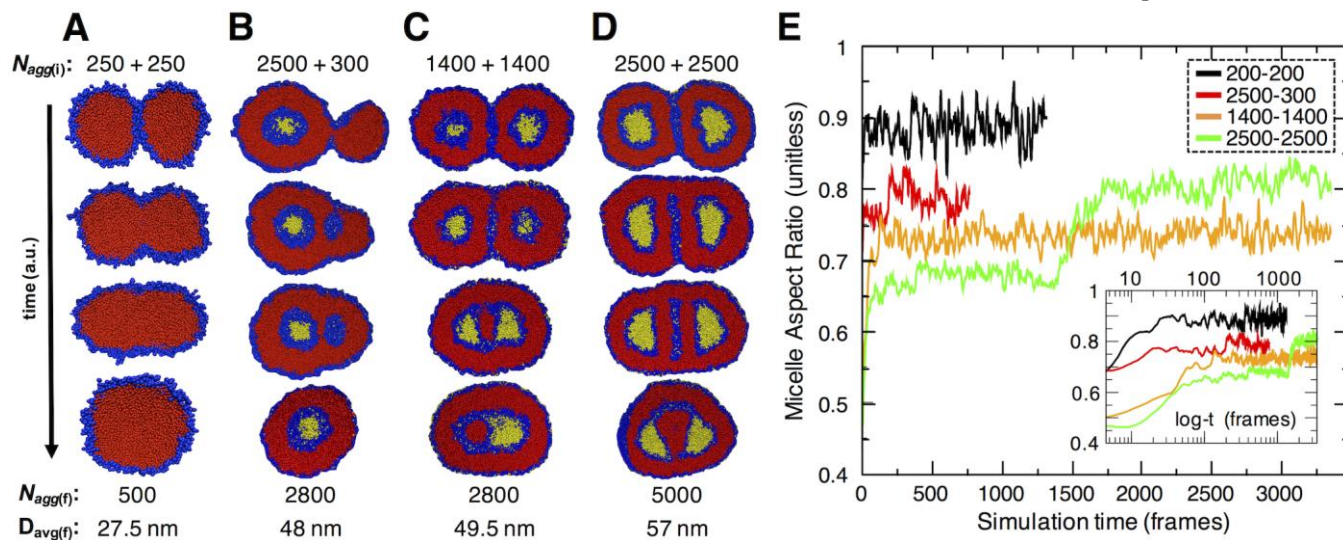 A B C D E
N_agg(i): 250 + 250 2500 + 300 1400 + 1400 2500 + 2500
time (a.u.)
N_agg(f): 500 2800 2800 5000
D_avg(f): 27.5 nm 48 nm 49.5 nm 57 nm
Micelle Aspect Ratio (unitless)
1
0.9
0.8
0.7
0.6
0.5
0.4
0 500 1000 1500 2000 2500 3000
Simulation time (frames)
200-200
2500-300
1400-1400
2500-2500
10 100 1000
1
0.8
0.6
0.4
log-t (frames)